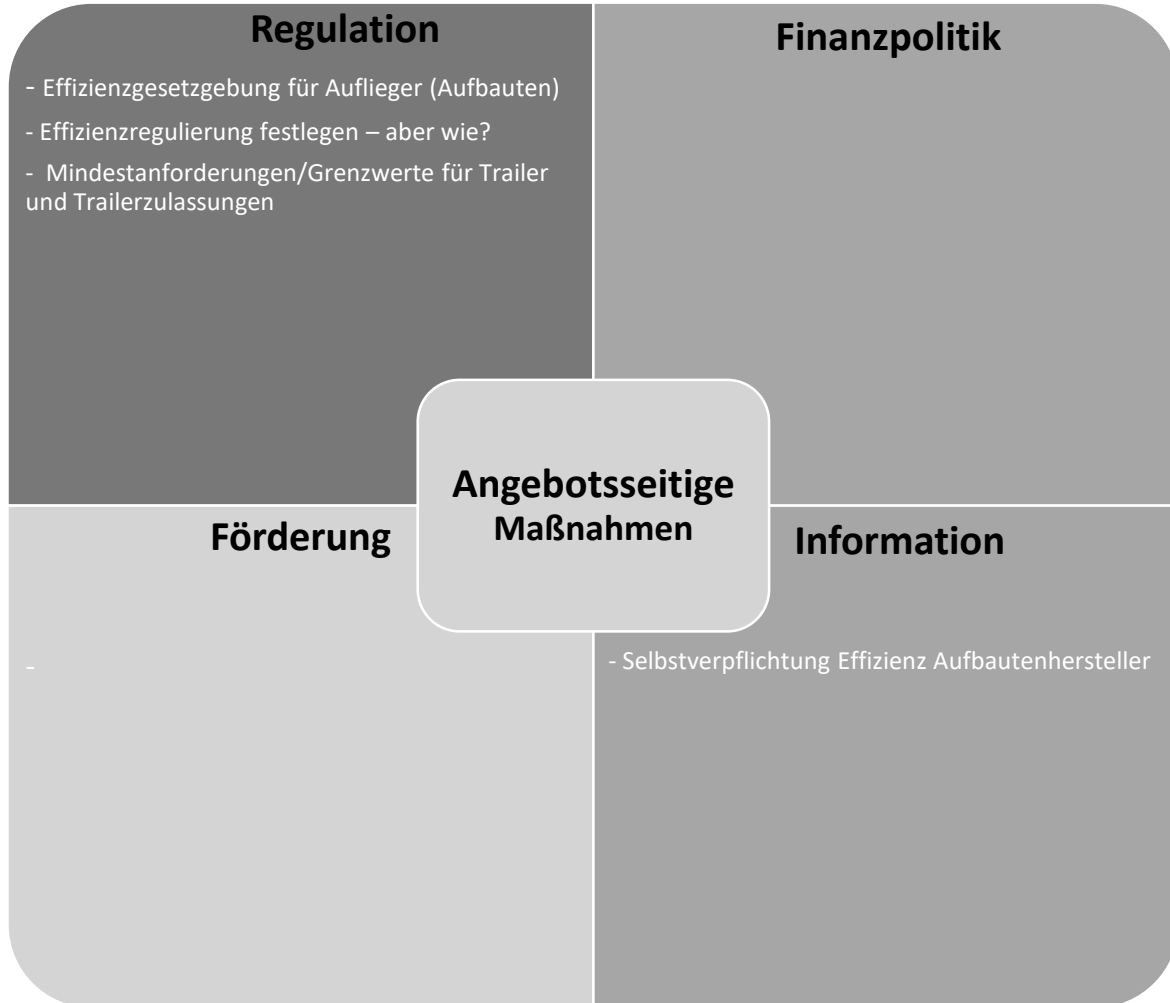 Regulation
- Effizienzgesetzgebung für Auflieger (Aufbauten)
- Effizienzregulierung festlegen – aber wie?
- Mindestanforderungen/Grenzwerte für Trailer
und Trailerzulassungen
Finanzpolitik
Angebotsseitige
Maßnahmen
Förderung
-
Information
- Selbstverpflichtung Effizienz Aufbautenhersteller